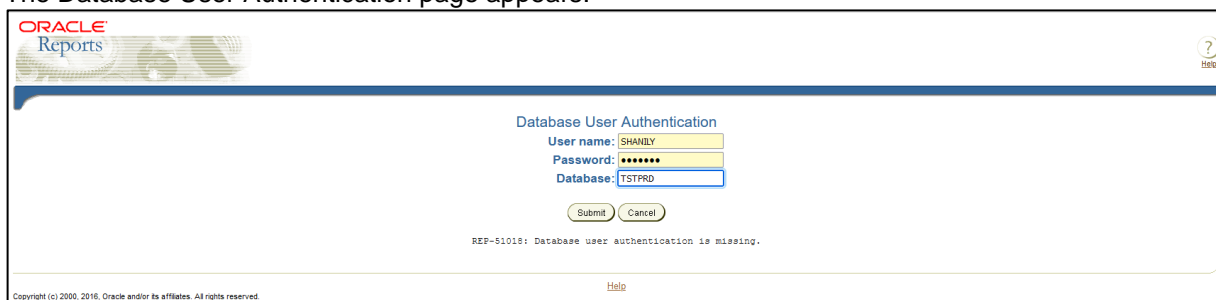 The Database User Authentication page appears.
ORACLE
Reports
?
Help
Database User Authentication
User name: SHANILY
Password: •••••••
Database: TSTPRD
Submit Cancel
REP-51018: Database user authentication is missing.
Help
Copyright (c) 2000, 2016, Oracle and/or its affiliates. All rights reserved.